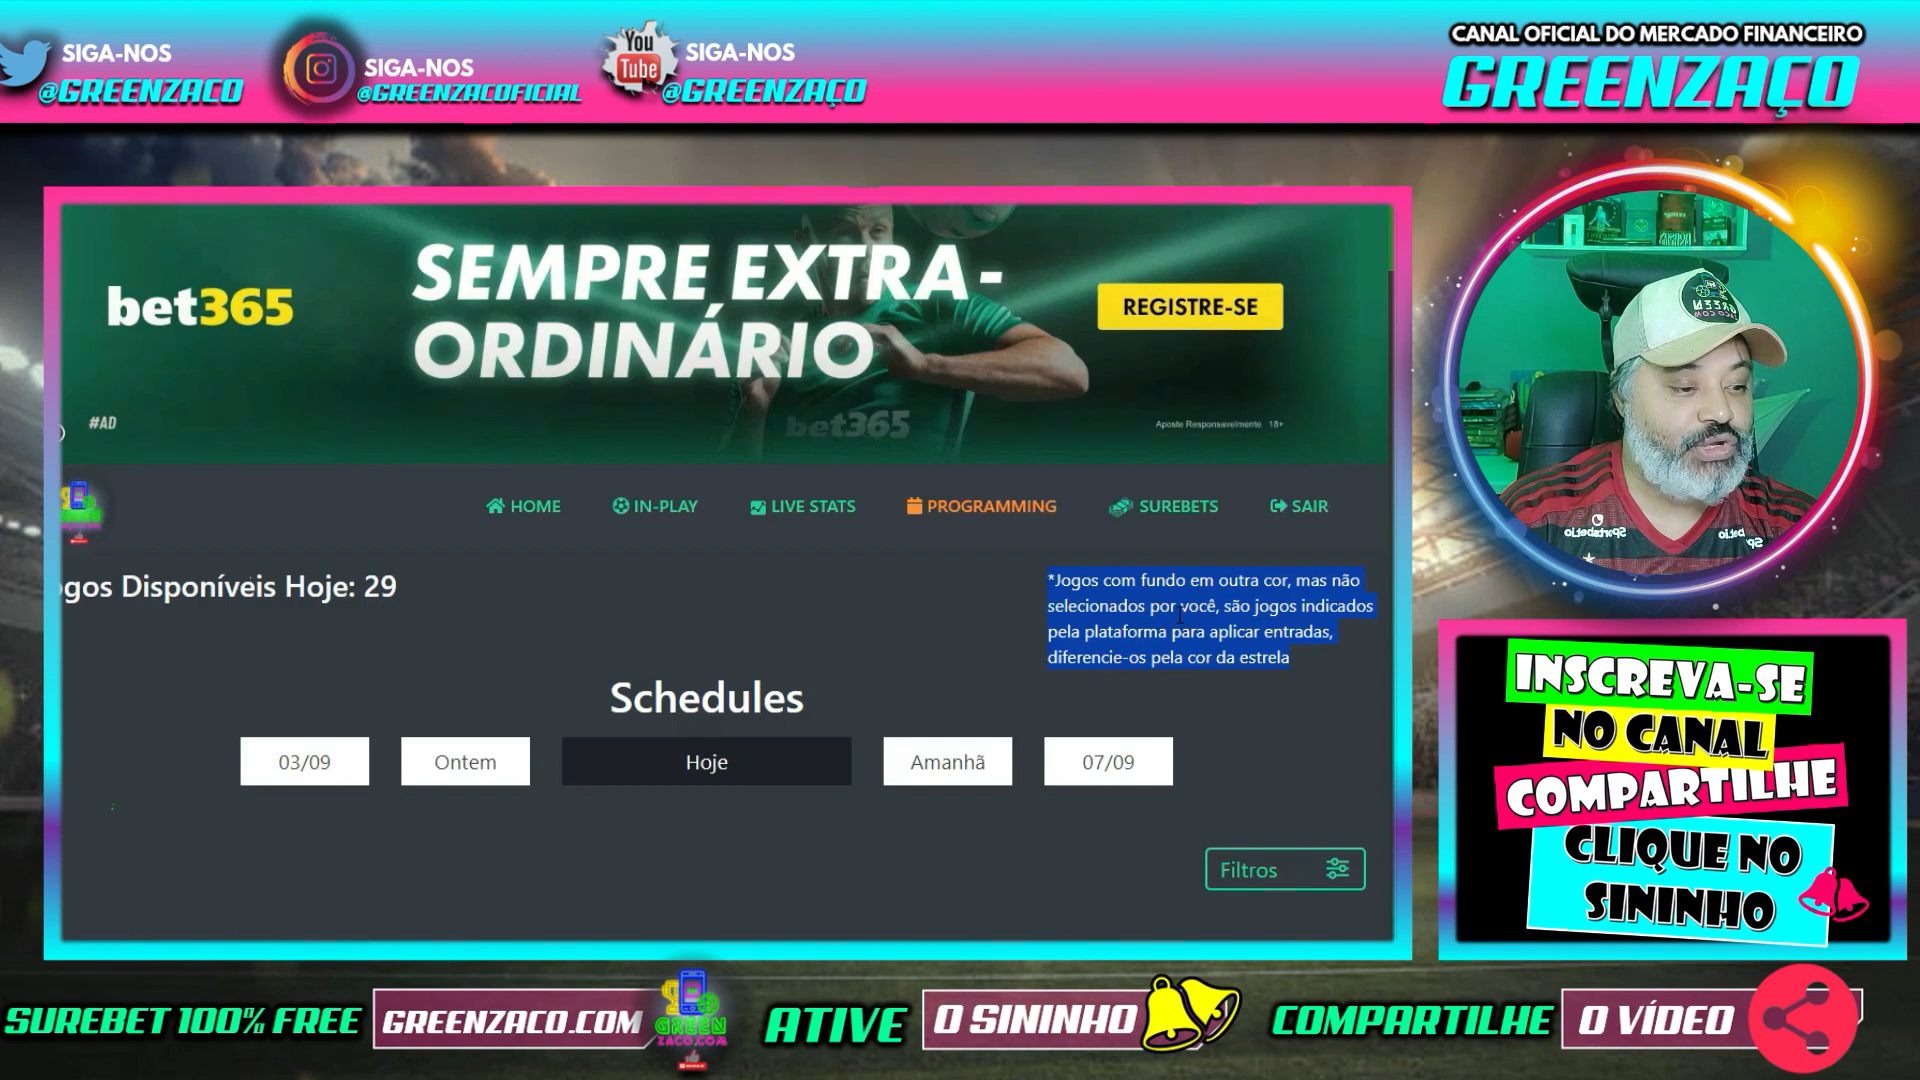 SIGA-NOS
@GREENZACO
SIGA-NOS
@GREENZACOFICIAL
You
Tube
SIGA-NOS
@GREENZAÇO
CANAL OFICIAL DO MERCADO FINANCEIRO
GREENZAÇO
bet365
SEMPRE EXTRA-
ORDINÁRIO
REGISTRE-SE
#AD
bet365
Aposte Responsavelmente 18+
HOME
IN-PLAY
LIVE STATS
PROGRAMMING
SUREBETS
SAIR
ogos Disponíveis Hoje: 29
*Jogos com fundo em outra cor, mas não
selecionados por você, são jogos indicados
pela plataforma para aplicar entradas,
diferencie-os pela cor da estrela
Schedules
03/09
Ontem
Hoje
Amanhã
07/09
Filtros
INSCREVA-SE
NO CANAL
COMPARTILHE
CLIQUE NO
SININHO
SUREBET 100% FREE
GREENZACO.COM
GREEN
ZACO.COM
ATIVE
O SININHO
COMPARTILHE
O VÍDEO